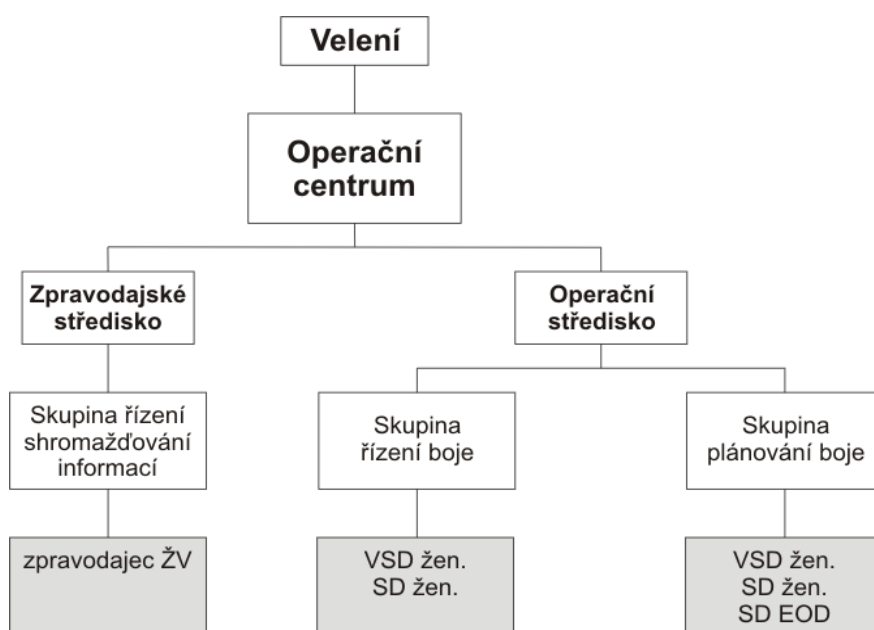 Velení
Operační
centrum
Zpravodajské
středisko
Operační
středisko
Skupina řízení
shromažďování
informací
Skupina
řízení boje
Skupina
plánování boje
zpravodajec ŽV
VSD žen.
SD žen.
VSD žen.
SD žen.
SD EOD